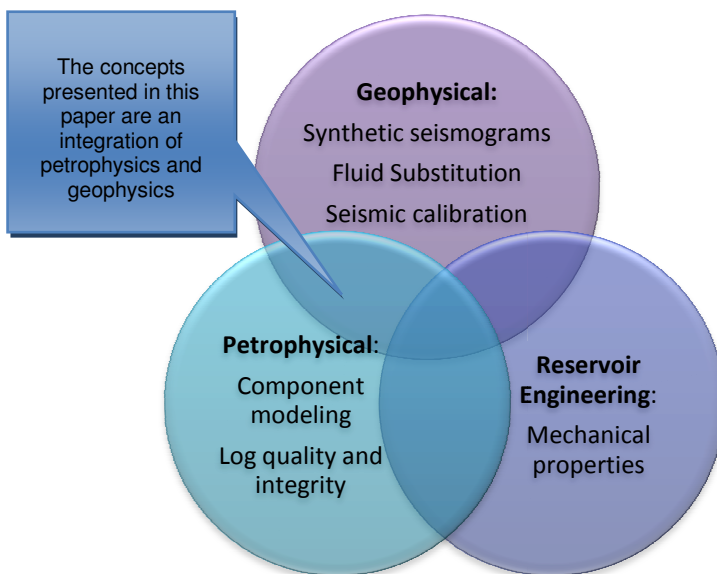 The concepts
presented in this
paper are an
integration of
petrophysics and
geophysics
Geophysical:
Synthetic seismograms
Fluid Substitution
Seismic calibration
Petrophysical:
Component
modeling
Log quality and
integrity
Reservoir
Engineering:
Mechanical
properties